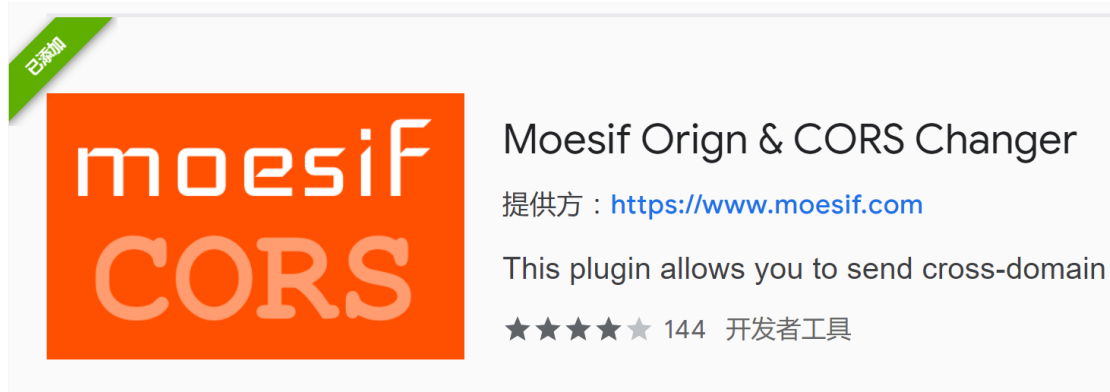 已添加
moesif
CORS
Moesif Orign & CORS Changer
提供方：https://www.moesif.com
This plugin allows you to send cross-domain
144 开发者工具